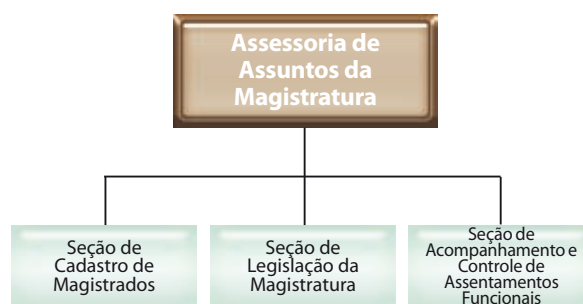 Assessoria de
Assuntos da
Magistratura
Seção de
Cadastro de
Magistrados
Seção de
Legislação da
Magistratura
Seção de
Acompanhamento e
Controle de
Assentamentos
Funcionais